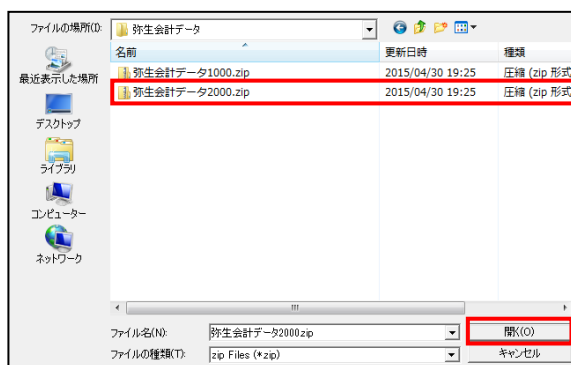 ファイルの場所(I): 弥生会計データ
名前 更新日時 種類
弥生会計データ1000.zip 2015/04/30 19:25 圧縮 (zip 形式
弥生会計データ2000.zip 2015/04/30 19:25 圧縮 (zip 形式
最近表示した場所
デスクトップ
ライブラリ
コンピューター
ネットワーク
ファイル名(N): 弥生会計データ2000.zip 開く(O)
ファイルの種類(T): zip Files (*.zip) キャンセル